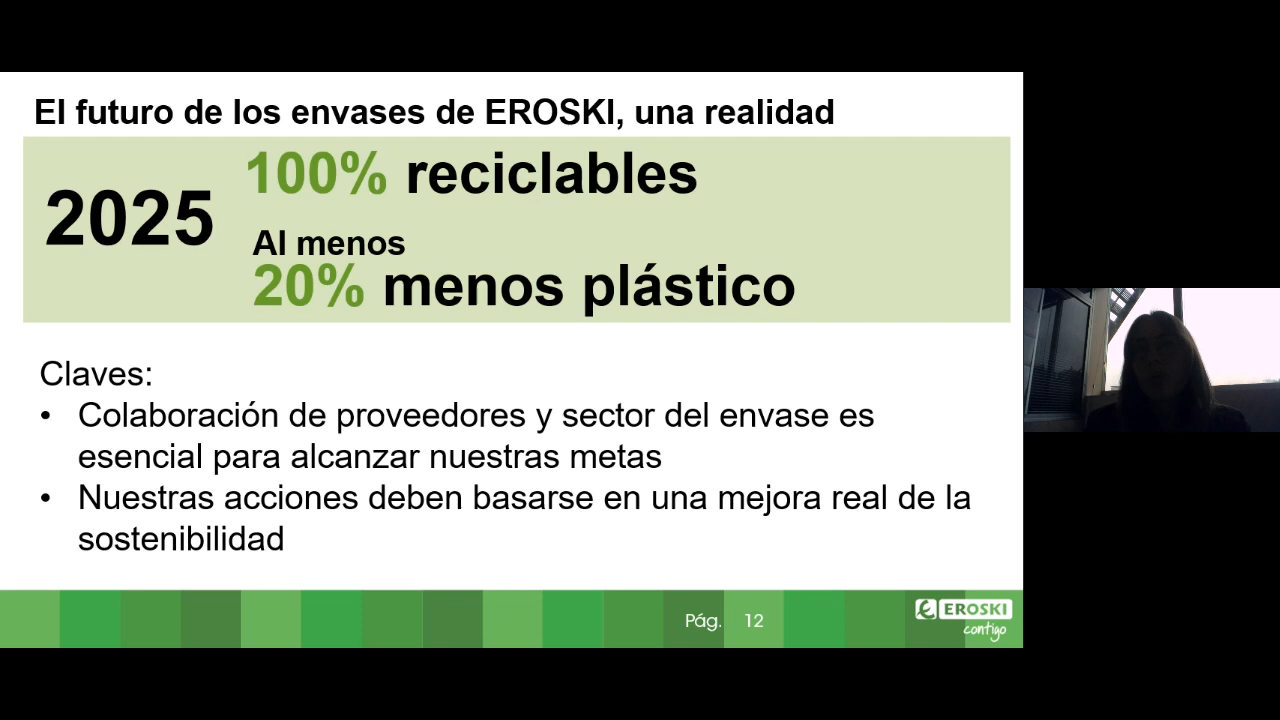 El futuro de los envases de EROSKI, una realidad
2025
100% reciclables
Al menos
20% menos plástico
Claves:
• Colaboración de proveedores y sector del envase es
esencial para alcanzar nuestras metas
• Nuestras acciones deben basarse en una mejora real de la
sostenibilidad
Pág. 12
EROSKI
contigo